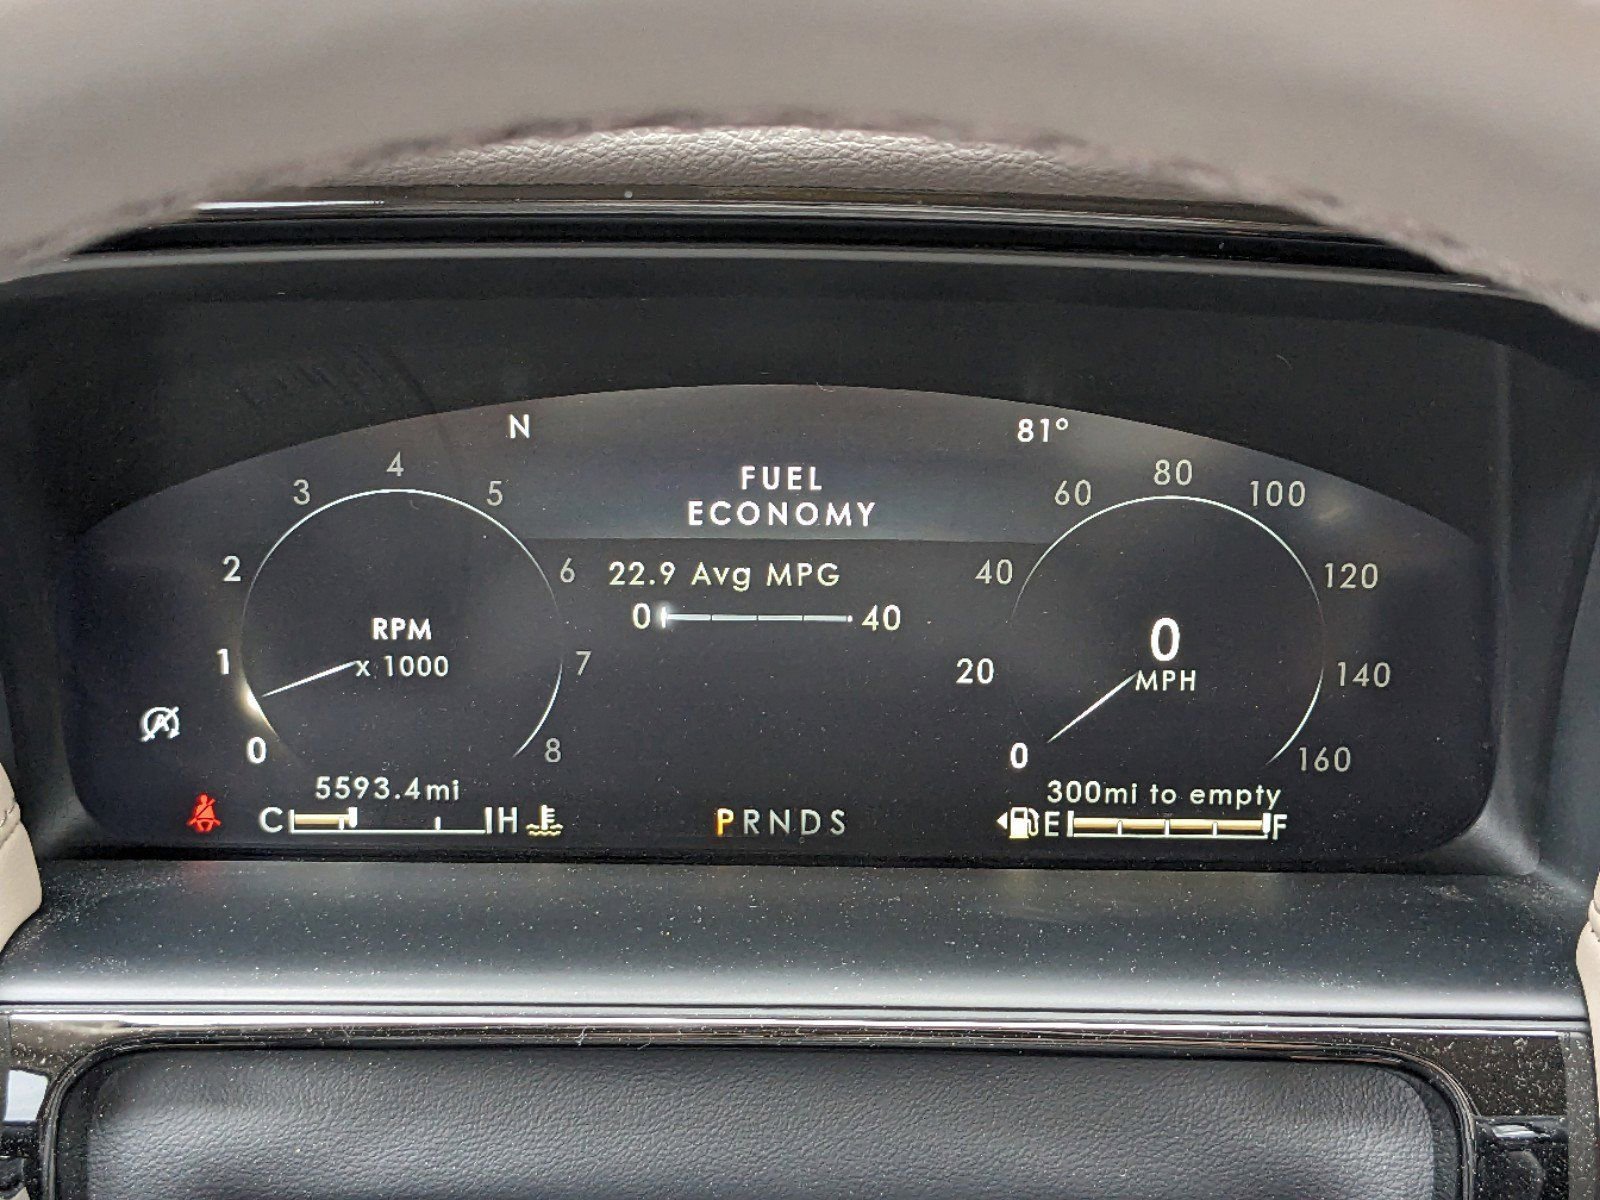 N
81°
FUEL
ECONOMY
22.9 Avg MPG
0 40
0 1 2 3 4 5 6 7 8
RPM
x 1000
0 20 40 60 80 100 120 140 160
0
MPH
A
5593.4mi
C H
PRNDS
300mi to empty
E F